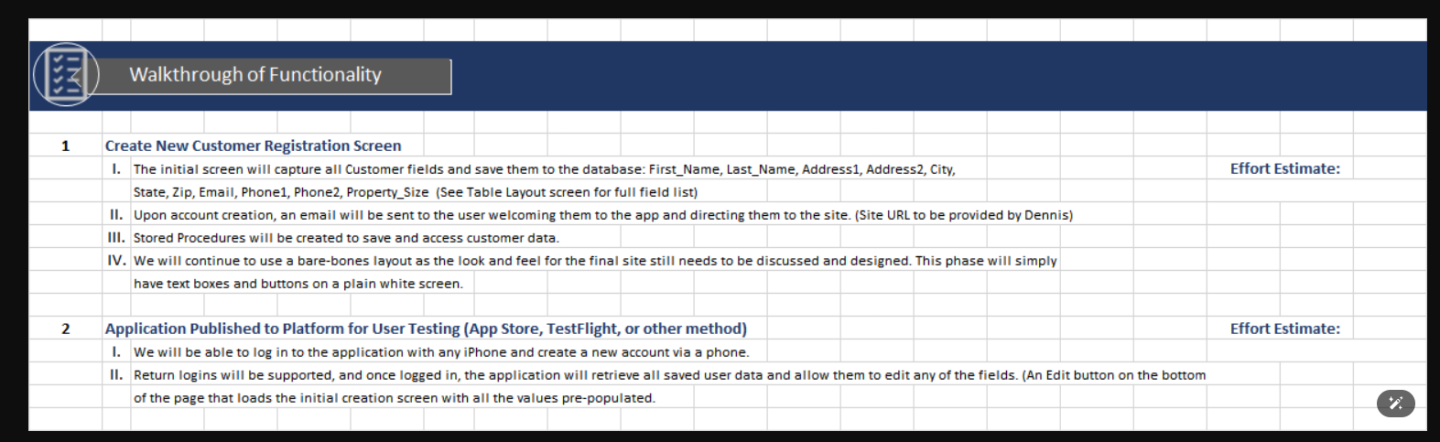 Walkthrough of Functionality
1 Create New Customer Registration Screen
I. The initial screen will capture all Customer fields and save them to the database: First_Name, Last_Name, Address1, Address2, City, Effort Estimate:
State, Zip, Email, Phone1, Phone2, Property_Size (See Table Layout screen for full field list)
II. Upon account creation, an email will be sent to the user welcoming them to the app and directing them to the site. (Site URL to be provided by Dennis)
III. Stored Procedures will be created to save and access customer data.
IV. We will continue to use a bare-bones layout as the look and feel for the final site still needs to be discussed and designed. This phase will simply
have text boxes and buttons on a plain white screen.
2 Application Published to Platform for User Testing (App Store, TestFlight, or other method) Effort Estimate:
I. We will be able to log in to the application with any iPhone and create a new account via a phone.
II. Return logins will be supported, and once logged in, the application will retrieve all saved user data and allow them to edit any of the fields. (An Edit button on the bottom
of the page that loads the initial creation screen with all the values pre-populated.